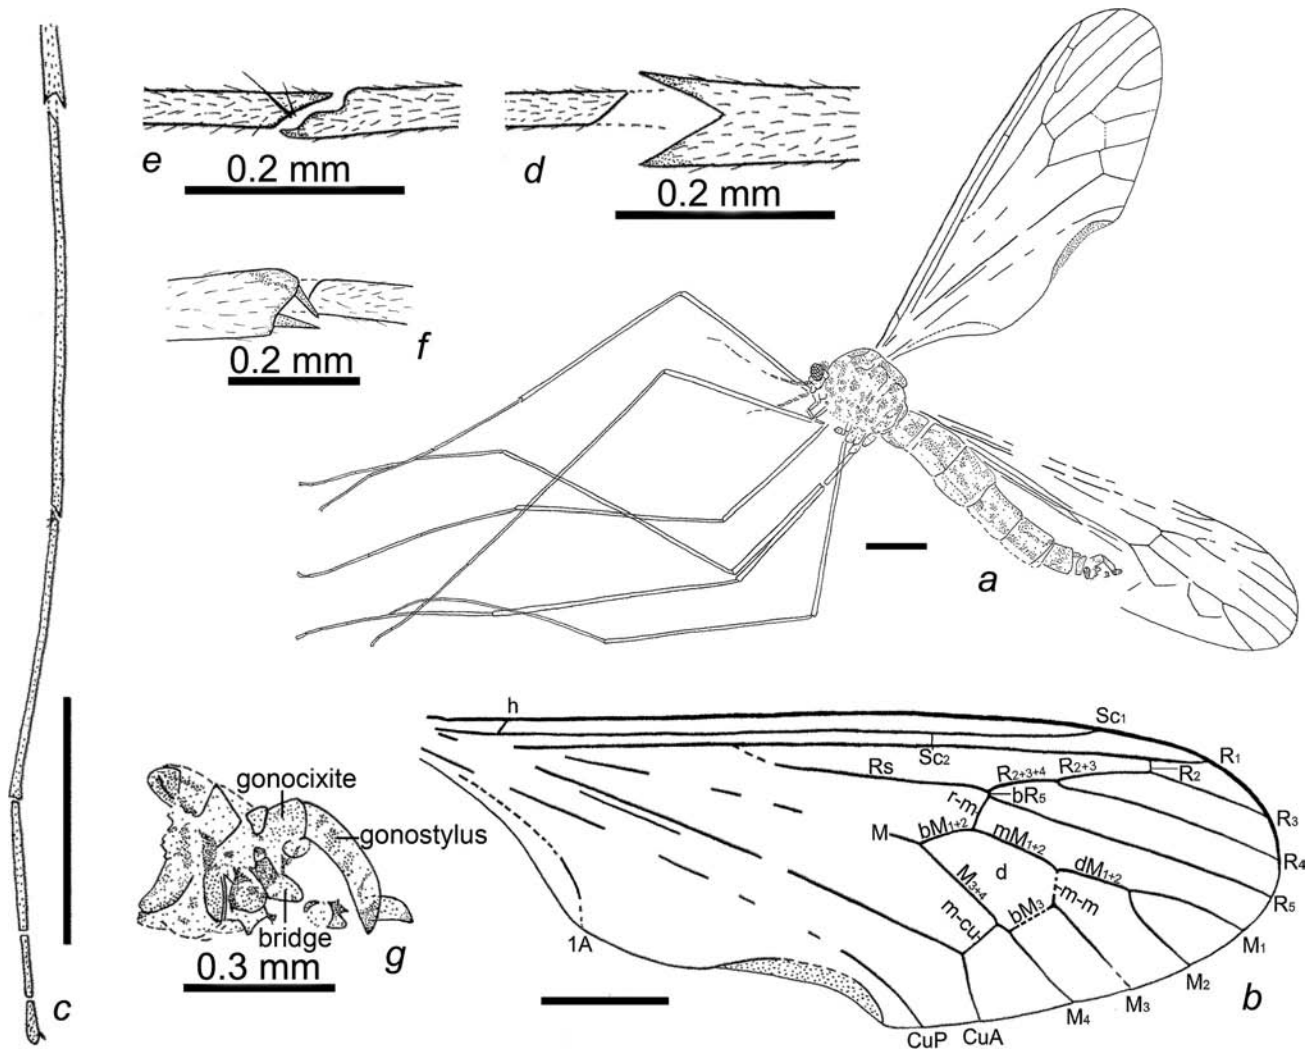 e
0.2 mm
d
0.2 mm
f
0.2 mm
a
c
gonocixite
gonostylus
bridge
g
0.3 mm
h
Sc1
Sc2
R1
Rs
R2+3+4
R2+3
R2
bR5
r-m
R3
M
bM1+2
mM1+2
R4
d
dM1+2
M3+4
R5
m-m
bM3
m-cu
M1
1A
M2
M3
M4
b
CuP
CuA